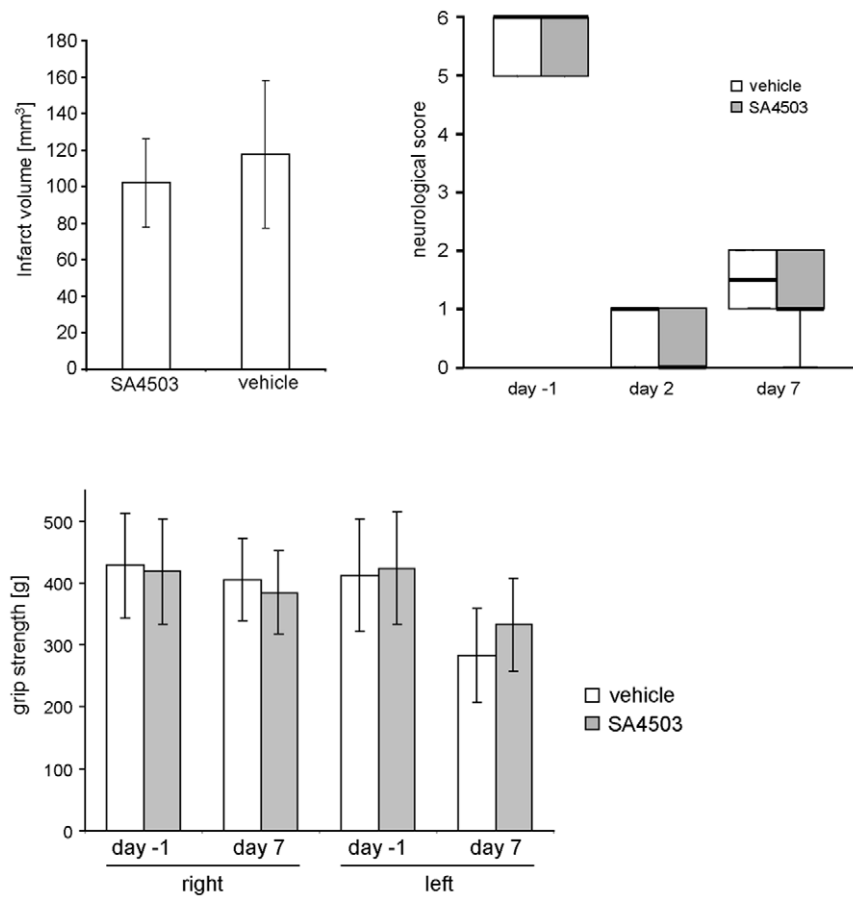 Infarct volume [mm³]
180
160
140
120
100
80
60
40
20
0
SA4503 vehicle
neurological score
6
5
4
3
2
1
0
vehicle
SA4503
day -1 day 2 day 7
grip strength [g]
500
400
300
200
100
0
day -1 day 7 day -1 day 7
right left
vehicle
SA4503